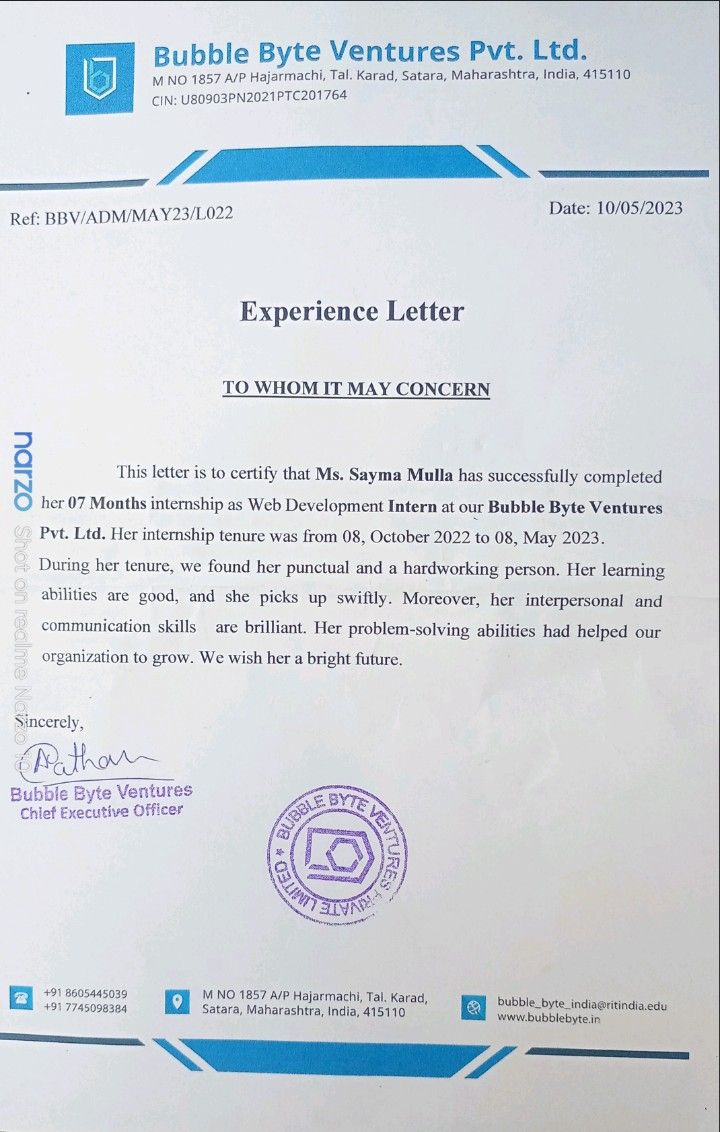 Bubble Byte Ventures Pvt. Ltd.
M NO 1857 A/P Hajarmachi, Tal. Karad, Satara, Maharashtra, India, 415110
CIN: U80903PN2021PTC201764
Ref: BBV/ADM/MAY23/L022
Date: 10/05/2023
Experience Letter
TO WHOM IT MAY CONCERN
This letter is to certify that Ms. Sayma Mulla has successfully completed
her 07 Months internship as Web Development Intern at our Bubble Byte Ventures
Pvt. Ltd. Her internship tenure was from 08, October 2022 to 08, May 2023.
During her tenure, we found her punctual and a hardworking person. Her learning
abilities are good, and she picks up swiftly. Moreover, her interpersonal and
communication skills are brilliant. Her problem-solving abilities had helped our
organization to grow. We wish her a bright future.
Sincerely,
APathan
Bubble Byte Ventures
Chief Executive Officer
BUBBLE BYTE VENTURES PRIVATE LIMITED
+91 8605445039
+91 7745098384
M NO 1857 A/P Hajarmachi, Tal. Karad,
Satara, Maharashtra, India, 415110
bubble_byte_india@ritindia.edu
www.bubblebyte.in
narzo Shot on realme Narzo